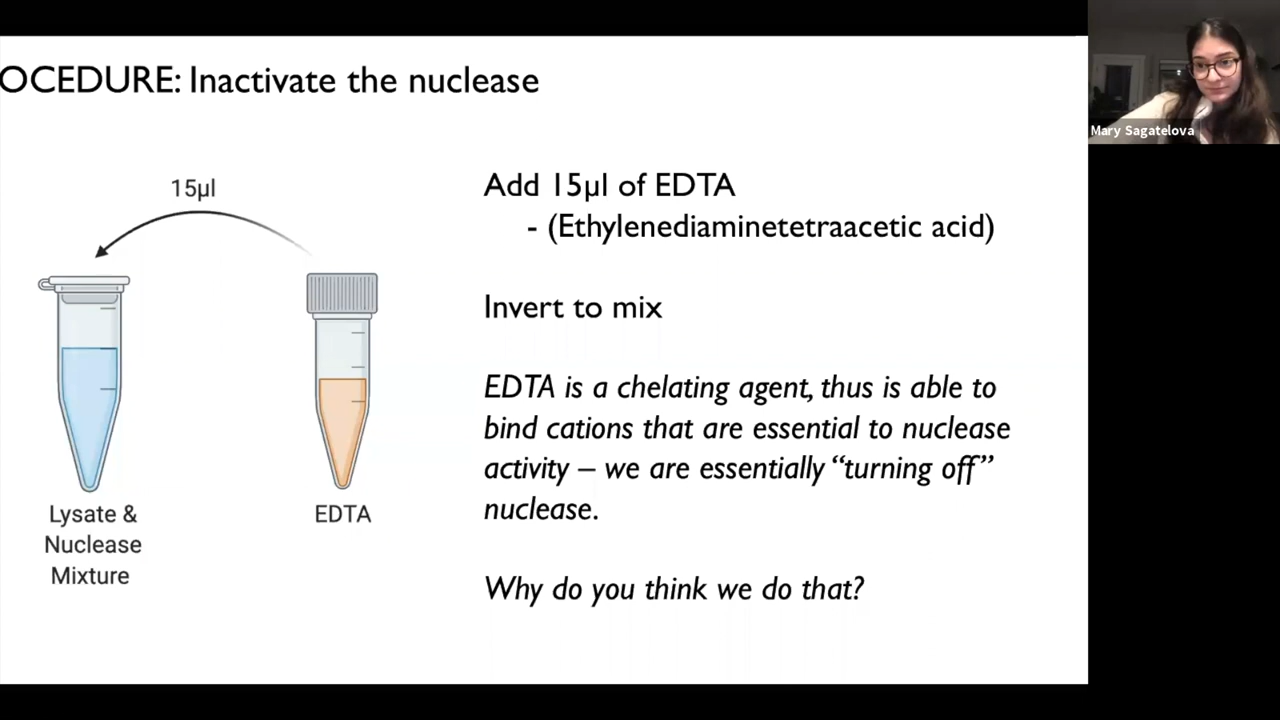 OCEDURE: Inactivate the nuclease
Mary Sagatelova
15µl
Add 15µl of EDTA
- (Ethylenediaminetetraacetic acid)
Invert to mix
EDTA is a chelating agent, thus is able to
bind cations that are essential to nuclease
activity – we are essentially “turning off”
nuclease.
Why do you think we do that?
Lysate &
Nuclease
Mixture
EDTA